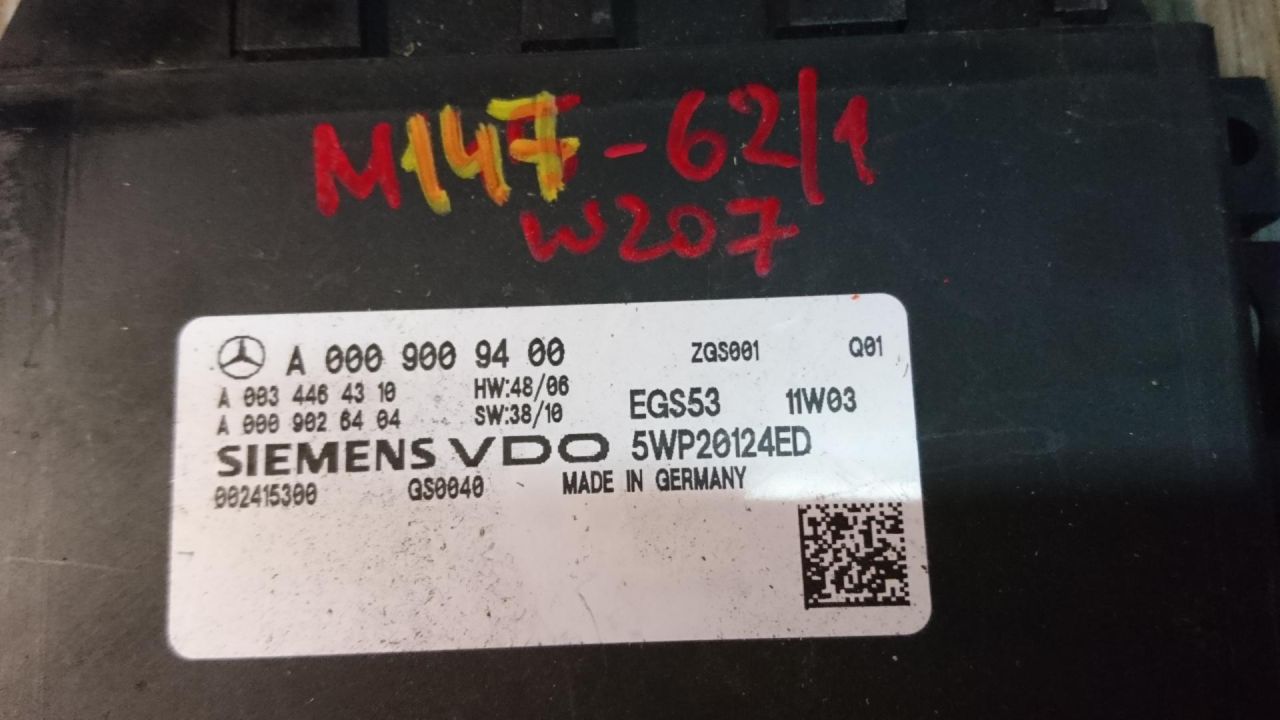 M147-62/1
W207
A 000 900 94 00 ZGS001 Q01
A 003 446 43 10 HW:48/06
A 000 902 64 04 SW:38/10 EGS53 11W03
SIEMENS VDO 5WP20124ED
002415300 GS0040 MADE IN GERMANY